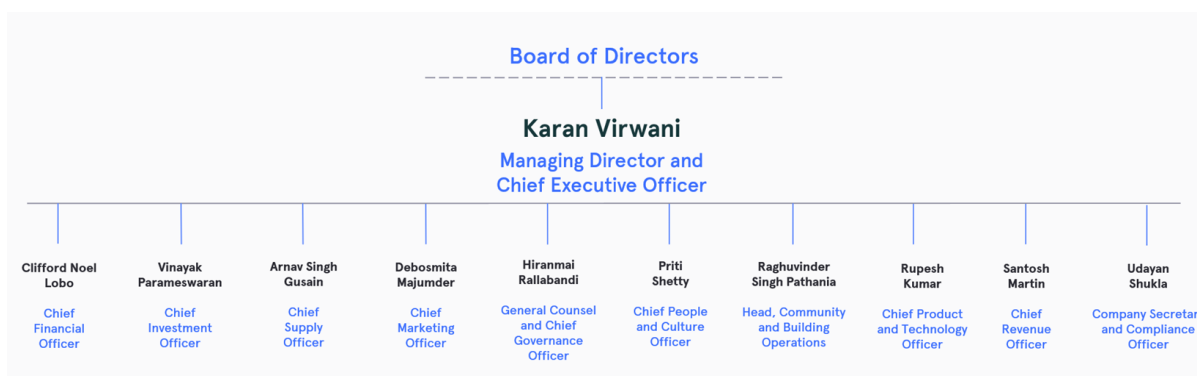 Board of Directors
Karan Virwani
Managing Director and
Chief Executive Officer
Clifford Noel
Lobo
Chief
Financial
Officer
Vinayak
Parameswaran
Chief
Investment
Officer
Arnav Singh
Gusain
Chief
Supply
Officer
Debosmita
Majumder
Chief
Marketing
Officer
Hiranmai
Rallabandi
General Counsel
and Chief
Governance
Officer
Priti
Shetty
Chief People
and Culture
Officer
Raghuvinder
Singh Pathania
Head, Community
and Building
Operations
Rupesh
Kumar
Chief Product
and Technology
Officer
Santosh
Martin
Chief
Revenue
Officer
Udayan
Shukla
Company Secretar
and Compliance
Officer